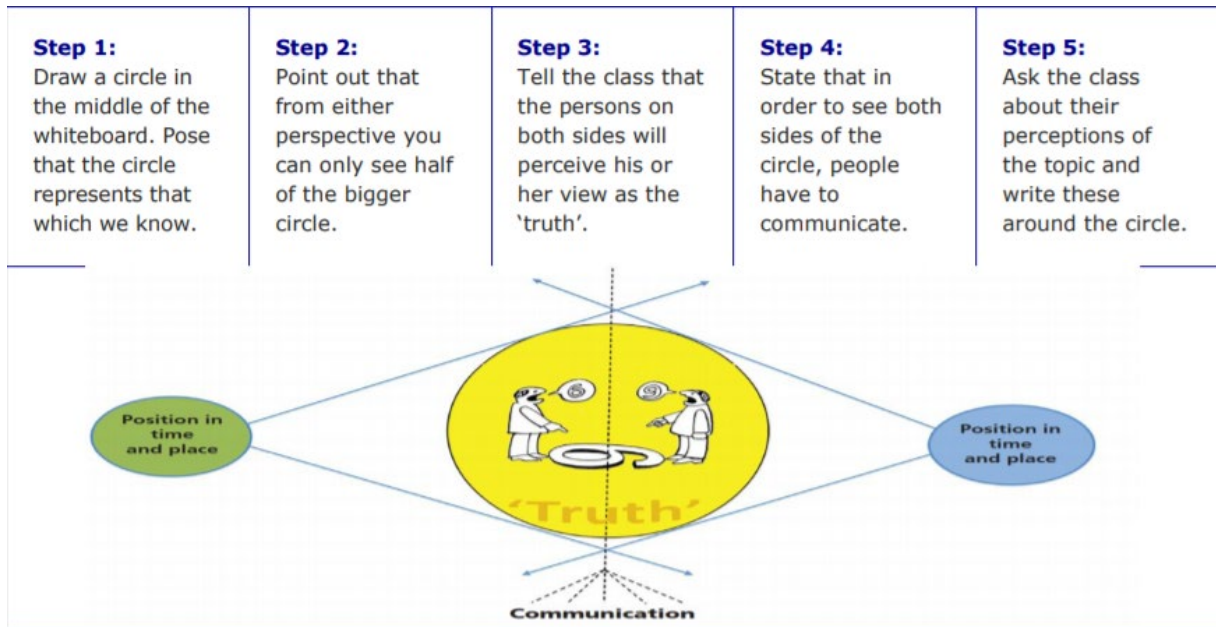 Step 1:
Draw a circle in
the middle of the
whiteboard. Pose
that the circle
represents that
which we know.
Step 2:
Point out that
from either
perspective you
can only see half
of the bigger
circle.
Step 3:
Tell the class that
the persons on
both sides will
perceive his or
her view as the
‘truth’.
Step 4:
State that in
order to see both
sides of the
circle, people
have to
communicate.
Step 5:
Ask the class
about their
perceptions of
the topic and
write these
around the circle.
Position in
time
and place
6
9
‘Truth’
Position in
time
and place
Communication